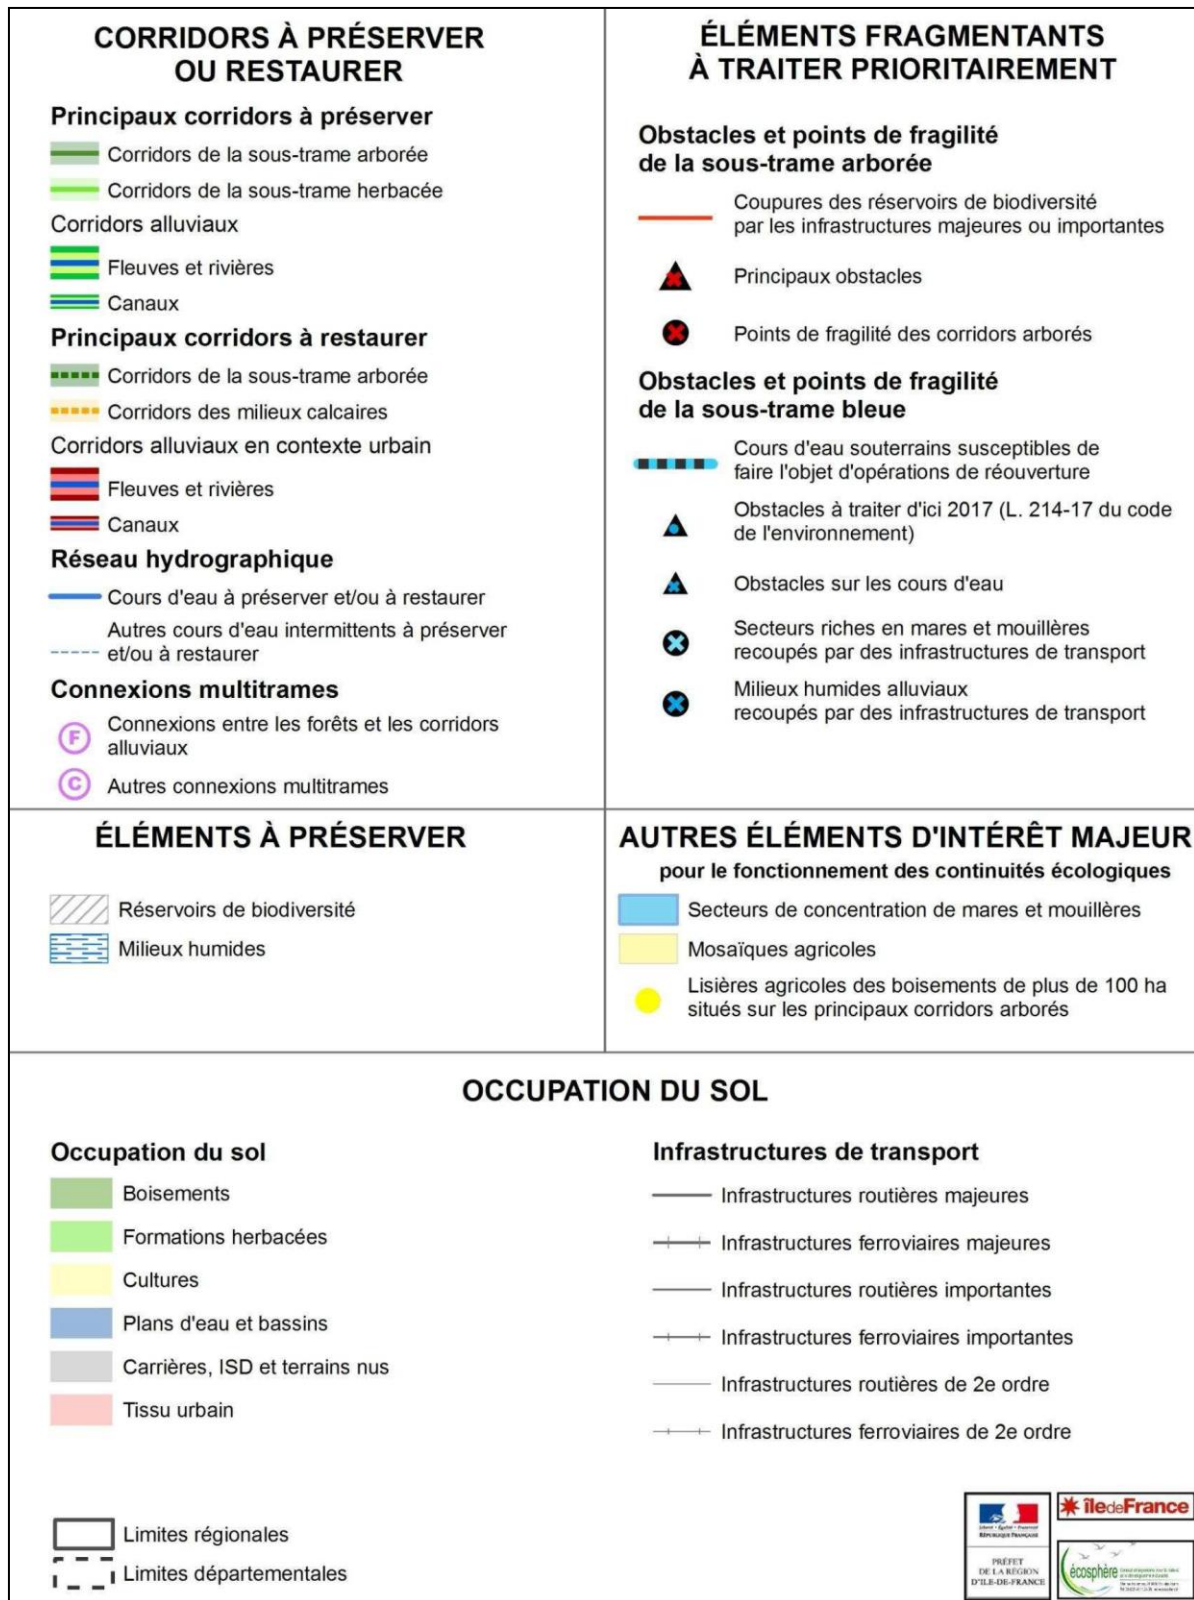 CORRIDORS À PRÉSERVER
OU RESTAURER
Principaux corridors à préserver
Corridors de la sous-trame arborée
Corridors de la sous-trame herbacée
Corridors alluviaux
Fleuves et rivières
Canaux
Principaux corridors à restaurer
Corridors de la sous-trame arborée
Corridors des milieux calcaires
Corridors alluviaux en contexte urbain
Fleuves et rivières
Canaux
Réseau hydrographique
Cours d'eau à préserver et/ou à restaurer
Autres cours d'eau intermittents à préserver
et/ou à restaurer
Connexions multitrames
F
Connexions entre les forêts et les corridors
alluviaux
C
Autres connexions multitrames
ÉLÉMENTS FRAGMENTANTS
À TRAITER PRIORITAIREMENT
Obstacles et points de fragilité
de la sous-trame arborée
Coupures des réservoirs de biodiversité
par les infrastructures majeures ou importantes
Principaux obstacles
Points de fragilité des corridors arborés
Obstacles et points de fragilité
de la sous-trame bleue
Cours d'eau souterrains susceptibles de
faire l'objet d'opérations de réouverture
Obstacles à traiter d'ici 2017 (L. 214-17 du code
de l'environnement)
Obstacles sur les cours d'eau
Secteurs riches en mares et mouillères
recoupés par des infrastructures de transport
Milieux humides alluviaux
recoupés par des infrastructures de transport
ÉLÉMENTS À PRÉSERVER
Réservoirs de biodiversité
Milieux humides
AUTRES ÉLÉMENTS D'INTÉRÊT MAJEUR
pour le fonctionnement des continuités écologiques
Secteurs de concentration de mares et mouillères
Mosaïques agricoles
Lisières agricoles des boisements de plus de 100 ha
situés sur les principaux corridors arborés
OCCUPATION DU SOL
Occupation du sol
Boisements
Formations herbacées
Cultures
Plans d'eau et bassins
Carrières, ISD et terrains nus
Tissu urbain
Infrastructures de transport
Infrastructures routières majeures
Infrastructures ferroviaires majeures
Infrastructures routières importantes
Infrastructures ferroviaires importantes
Infrastructures routières de 2e ordre
Infrastructures ferroviaires de 2e ordre
Limites régionales
Limites départementales
Liberté • Égalité • Fraternité
RÉPUBLIQUE FRANÇAISE
PRÉFET
DE LA RÉGION
D'ILE-DE-FRANCE
îledeFrance
écosphère